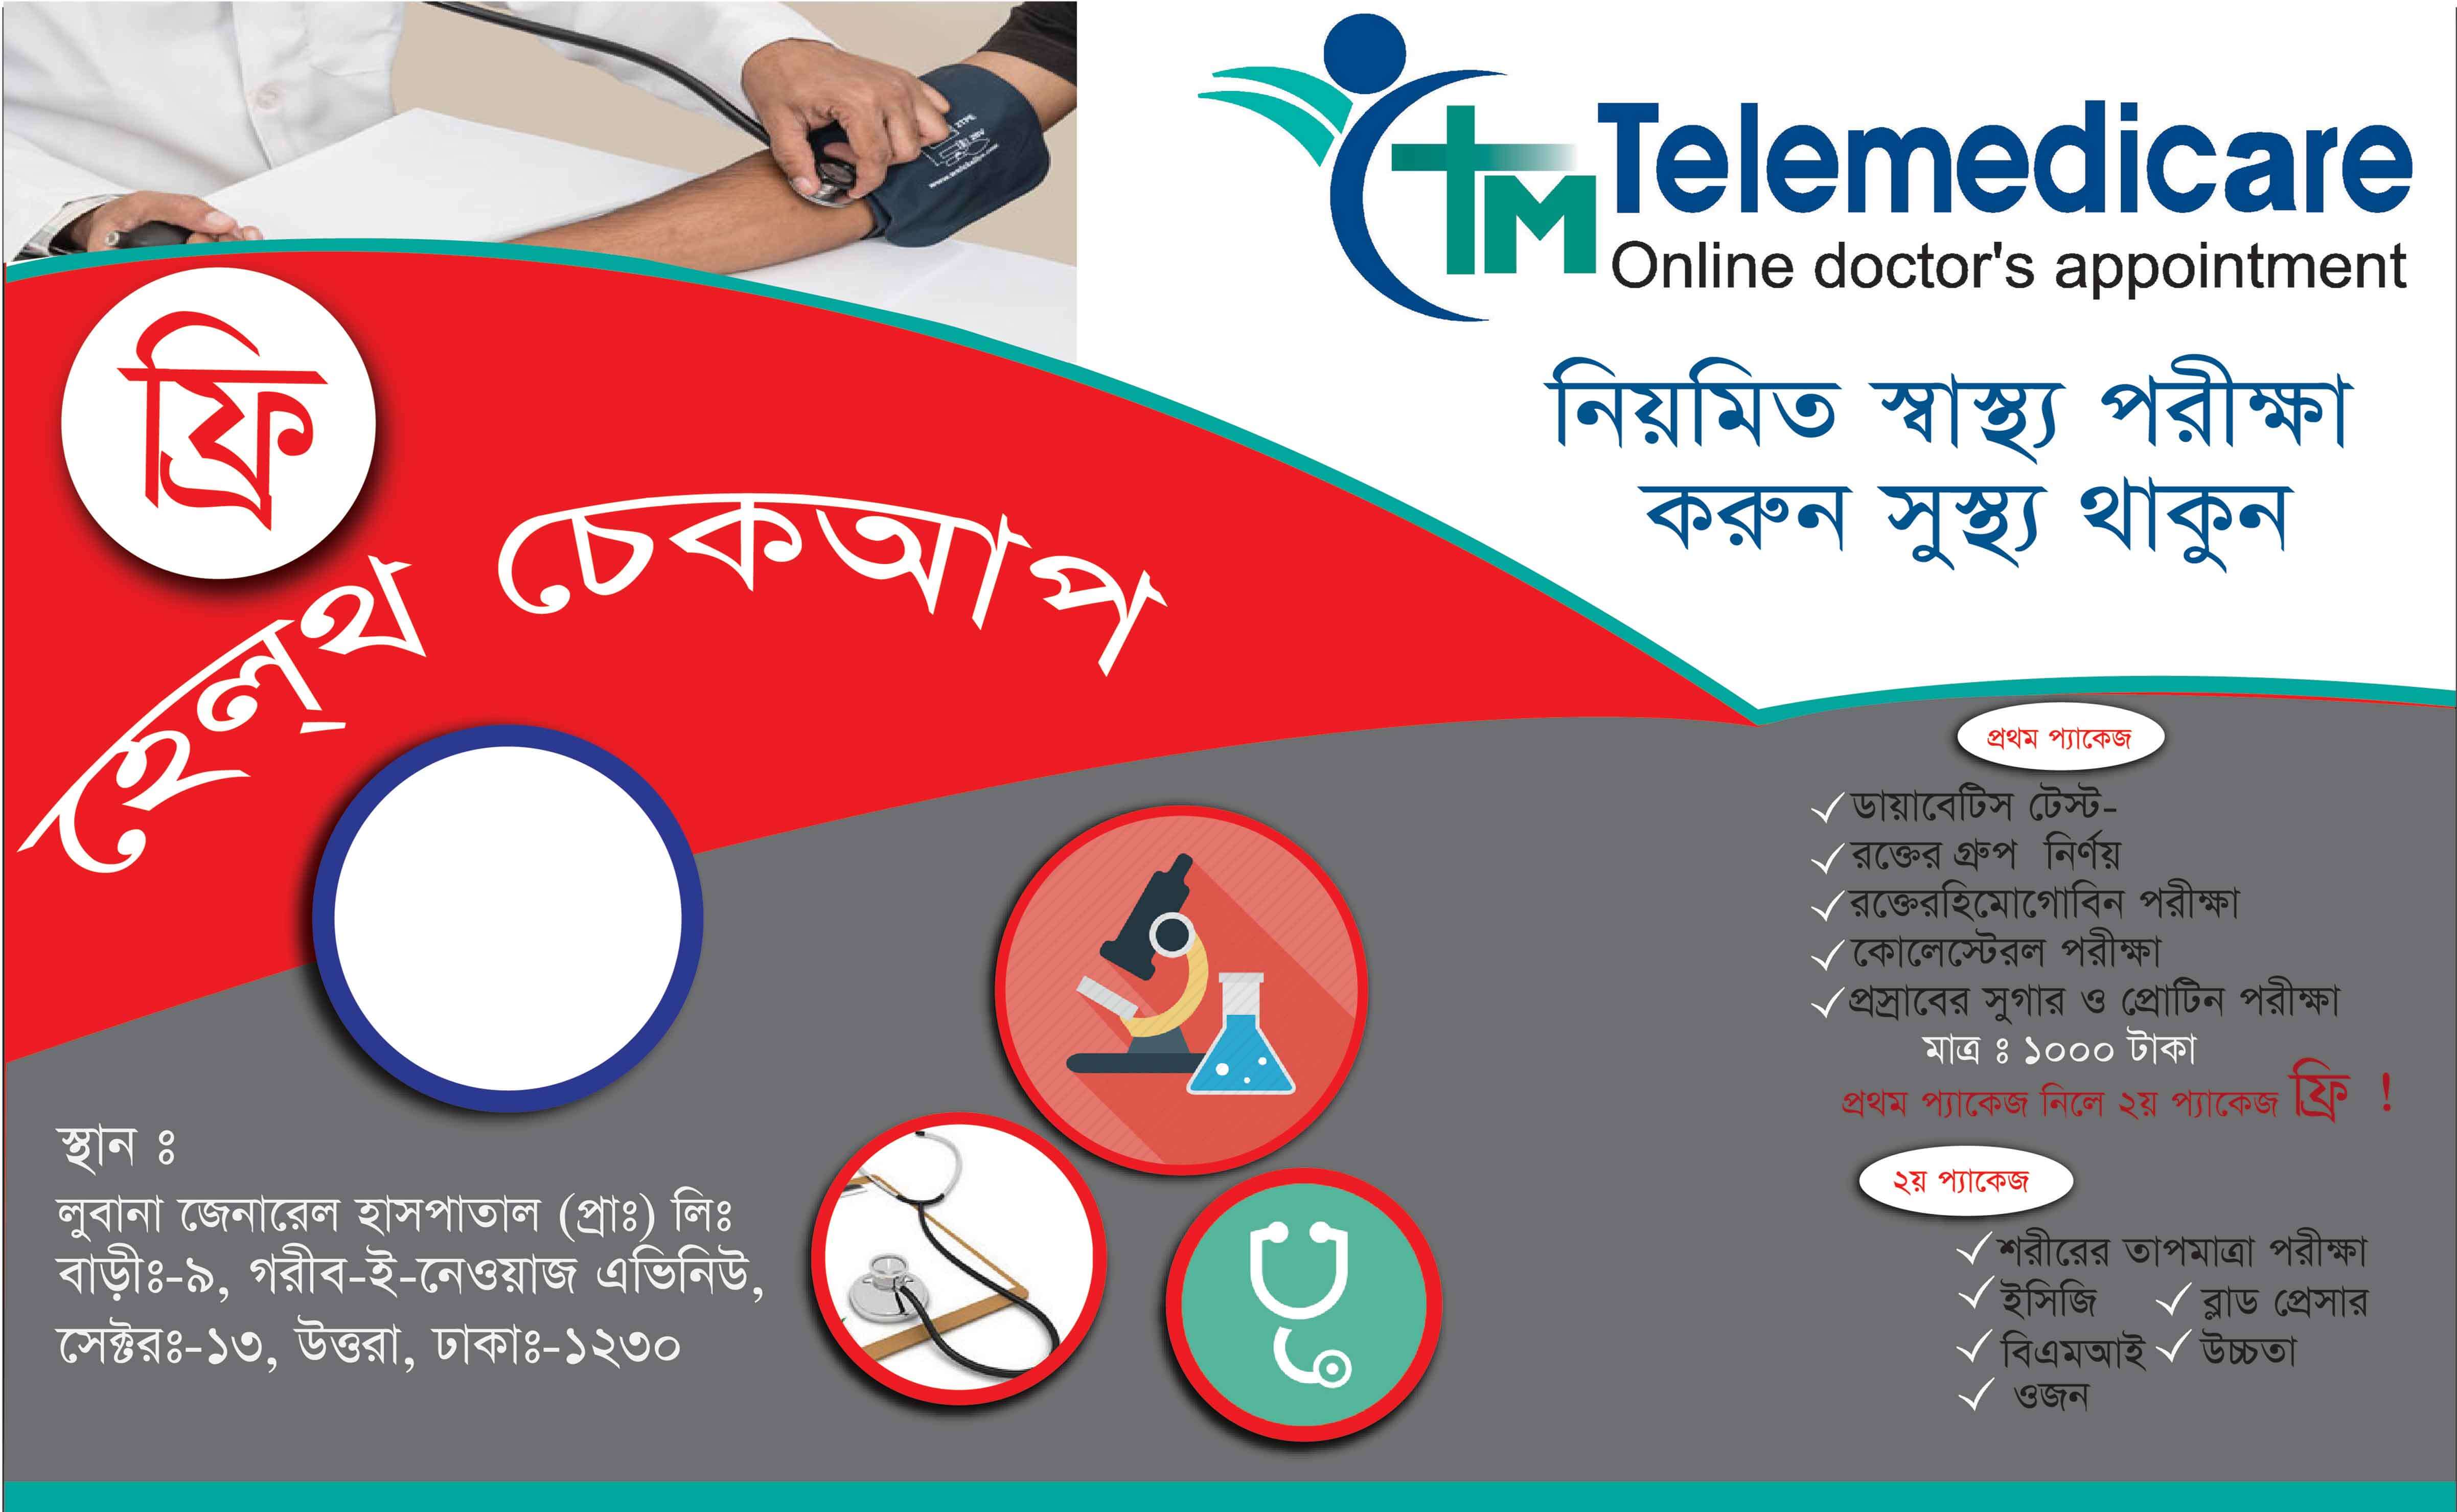 TM Telemedicare
Online doctor's appointment
নিয়মিত স্বাস্থ্য পরীক্ষা
করুন সুস্থ্য থাকুন
ফ্রি
হেল্থ চেকআপ
প্রথম প্যাকেজ
ডায়াবেটিস টেস্ট-
রক্তের গ্রুপ নির্ণয়
রক্তেরহিমোগোবিন পরীক্ষা
কোলেস্টেরল পরীক্ষা
প্রস্রাবের সুগার ও প্রোটিন পরীক্ষা
মাত্র ঃ ১০০০ টাকা
প্রথম প্যাকেজ নিলে ২য় প্যাকেজ ফ্রি !
২য় প্যাকেজ
শরীরের তাপমাত্রা পরীক্ষা
ইসিজি ব্লাড প্রেসার
বিএমআই উচ্চতা
ওজন
স্থান ঃ
লুবানা জেনারেল হাসপাতাল (প্রাঃ) লিঃ
বাড়ীঃ-৯, গরীব-ই-নেওয়াজ এভিনিউ,
সেক্টরঃ-১৩, উত্তরা, ঢাকাঃ-১২৩০